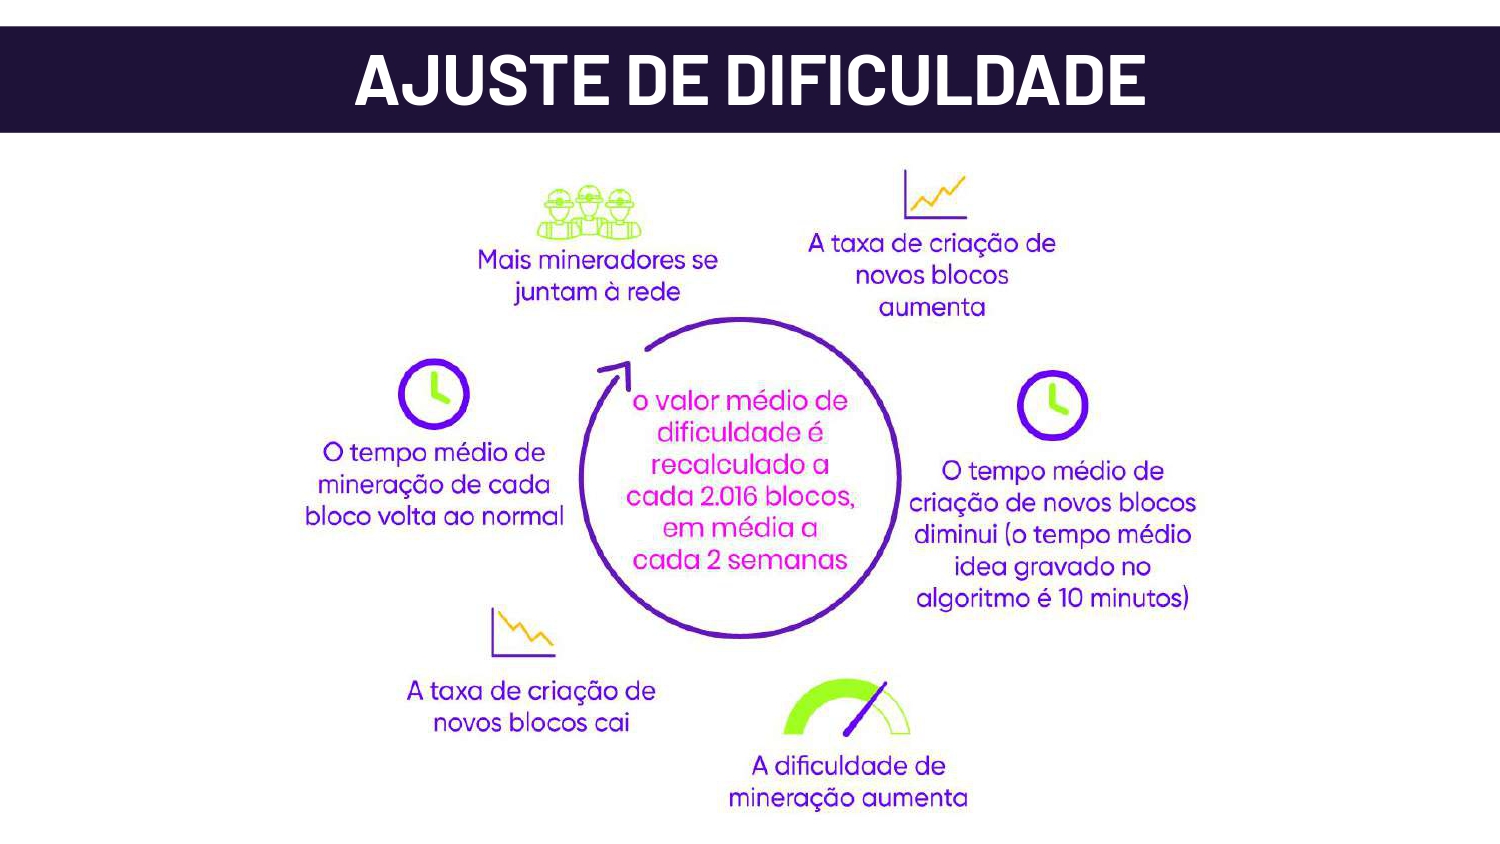 AJUSTE DE DIFICULDADE
Mais mineradores se
juntam à rede
A taxa de criação de
novos blocos
aumenta
O tempo médio de
criação de novos blocos
diminui (o tempo médio
idea gravado no
algoritmo é 10 minutos)
A dificuldade de
mineração aumenta
A taxa de criação de
novos blocos cai
O tempo médio de
mineração de cada
bloco volta ao normal
o valor médio de
dificuldade é
recalculado a
cada 2.016 blocos,
em média a
cada 2 semanas